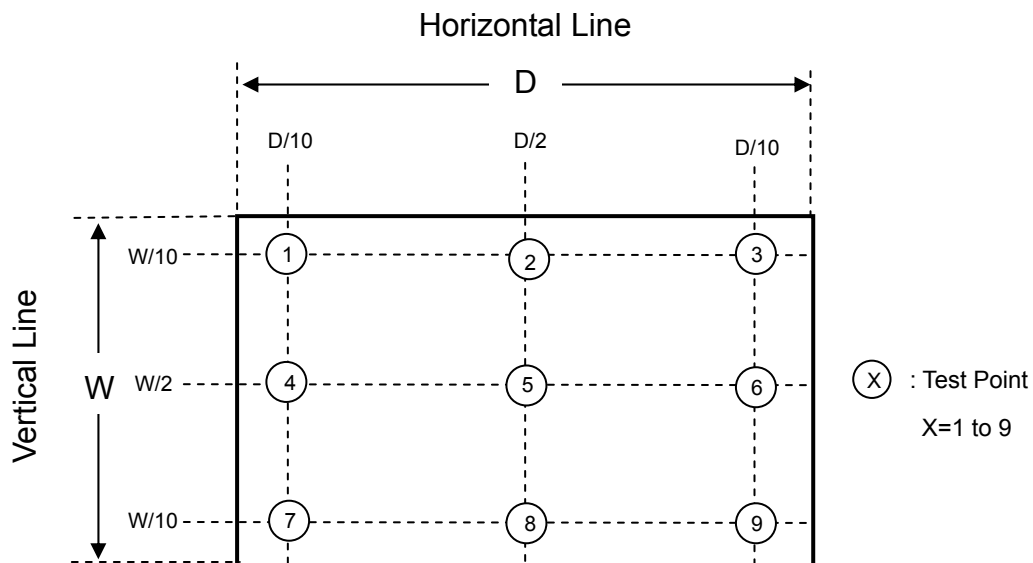 Horizontal Line
D
D/10 D/2 D/10
W/10 1 2 3
Vertical Line
W
W/2 4 5 6
X : Test Point
X=1 to 9
W/10 7 8 9